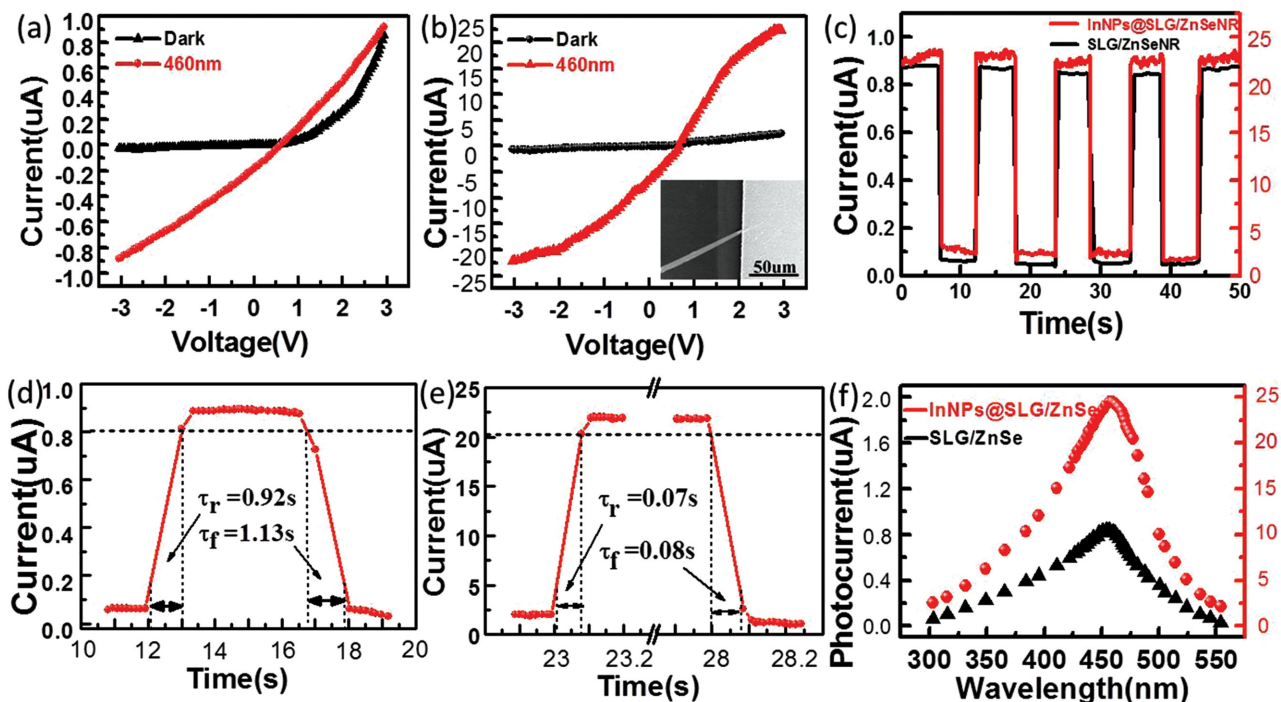 (a)
Current(uA)
1.0
0.8
0.6
0.4
0.2
0.0
-0.2
-0.4
-0.6
-0.8
-1.0
Dark
460nm
-3 -2 -1 0 1 2 3
Voltage(V)
(b)
Current(uA)
25
20
15
10
5
0
-5
-10
-15
-20
-25
Dark
460nm
50um
-3 -2 -1 0 1 2 3
Voltage(V)
(c)
Current(uA)
1.0
0.8
0.6
0.4
0.2
0.0
InNPs@SLG/ZnSeNR
SLG/ZnSeNR
25
20
15
10
5
0
0 10 20 30 40 50
Time(s)
(d)
Current(uA)
1.0
0.8
0.6
0.4
0.2
0.0
τr =0.92s
τf =1.13s
10 12 14 16 18 20
Time(s)
(e)
Current(uA)
25
20
15
10
5
0
τr =0.07s
τf =0.08s
23 23.2 28 28.2
Time(s)
(f)
Photocurrent(uA)
2.0
1.6
1.2
0.8
0.4
0.0
InNPs@SLG/ZnSe
SLG/ZnSe
25
20
15
10
5
0
300 350 400 450 500 550
Wavelength(nm)